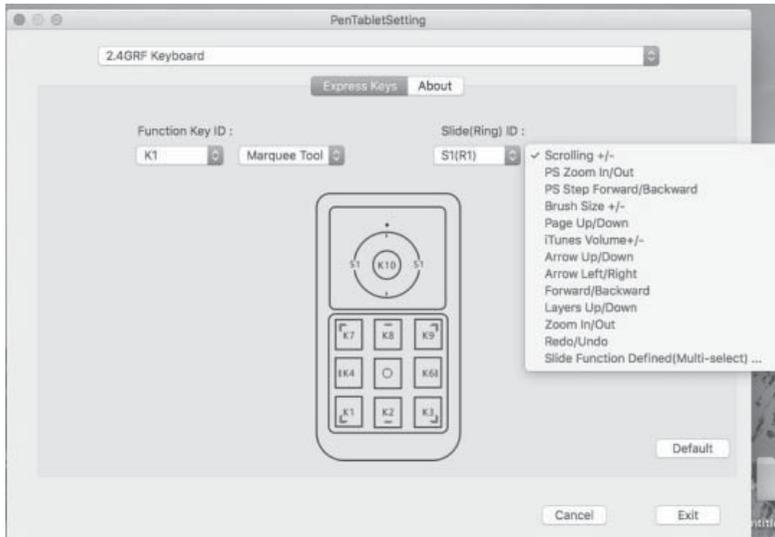 PenTabletSetting
2.4GRF Keyboard
Express Keys About
Function Key ID :
Slide(Ring) ID :
K1
Marquee Tool
S1(R1)
✓ Scrolling +/-
PS Zoom In/Out
PS Step Forward/Backward
Brush Size +/-
Page Up/Down
iTunes Volume+/-
Arrow Up/Down
Arrow Left/Right
Forward/Backward
Layers Up/Down
Zoom In/Out
Redo/Undo
Slide Function Defined(Multi-select) ...
S1 K10 S1
K7 K8 K9
K4 K6
K1 K2 K3
Default
Cancel
Exit